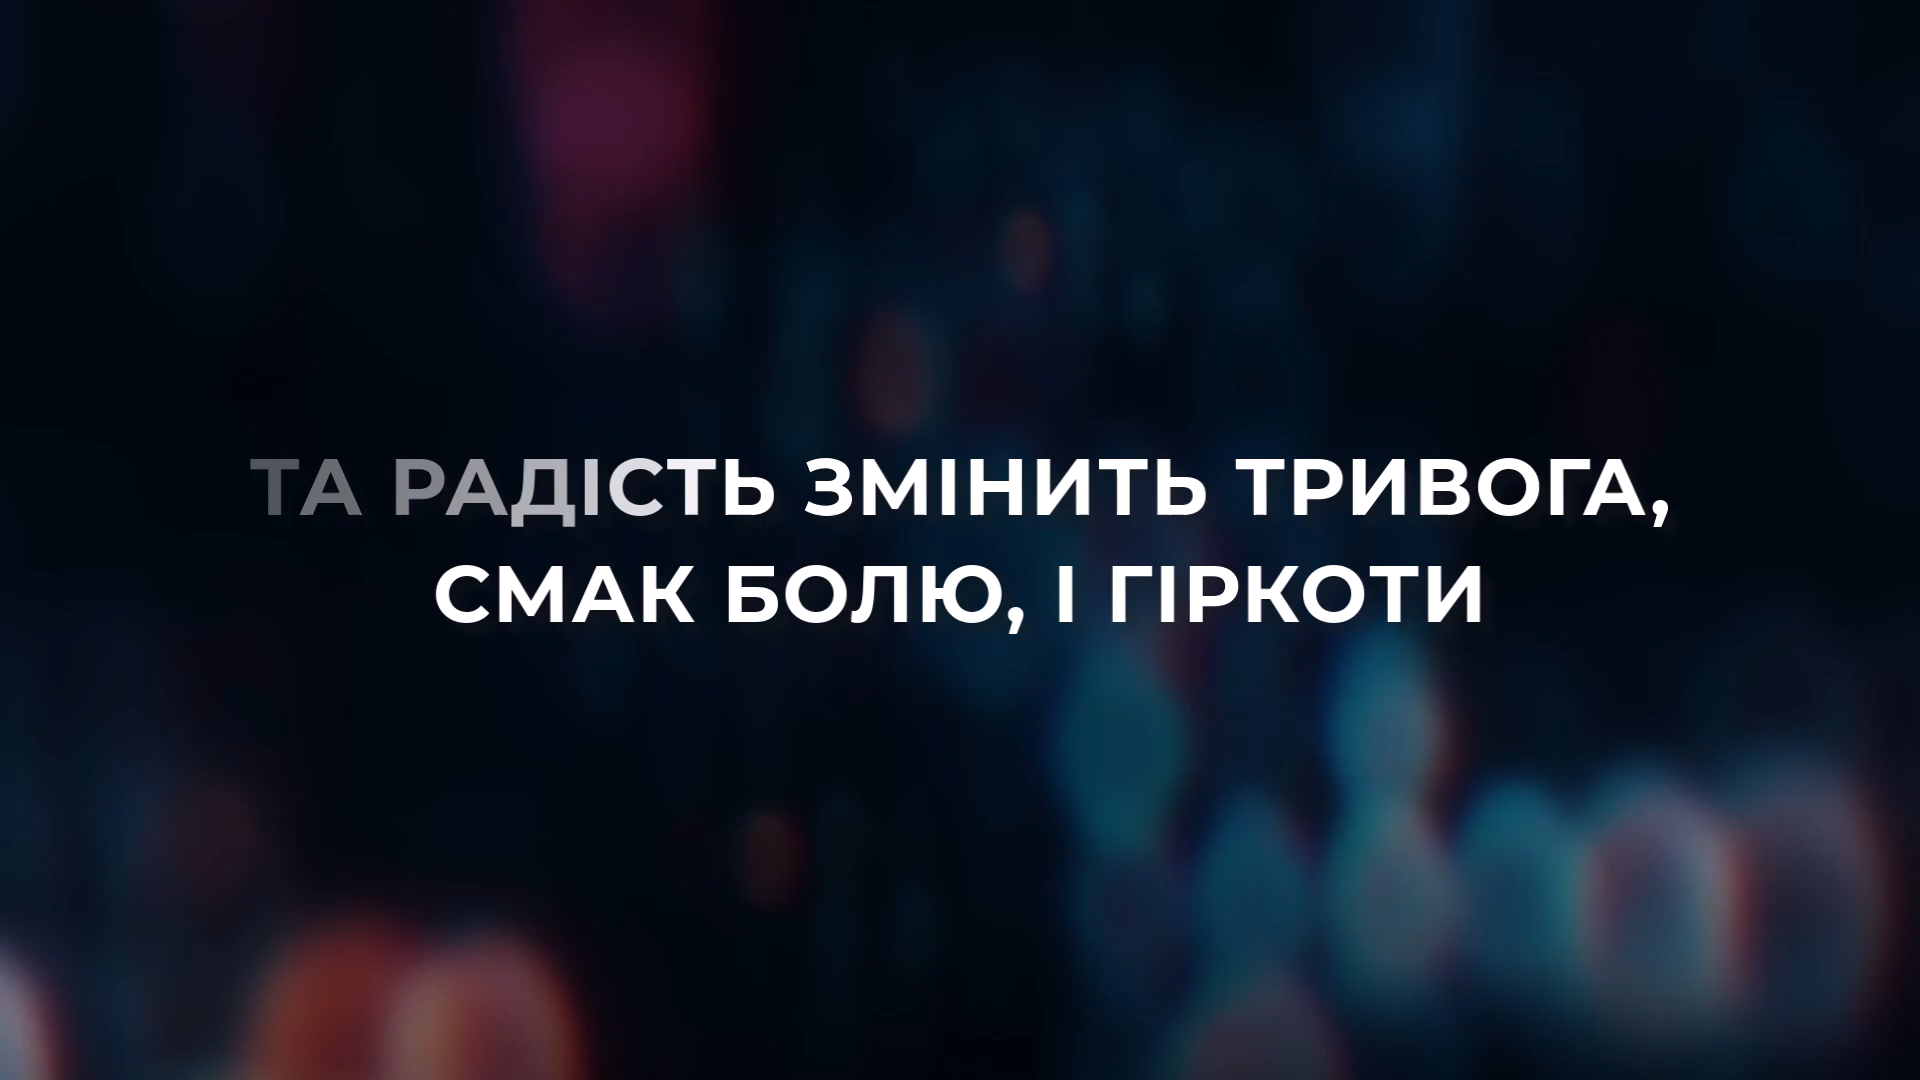 ТА РАДІСТЬ ЗМІНИТЬ ТРИВОГА,
СМАК БОЛЮ, І ГІРКОТИ